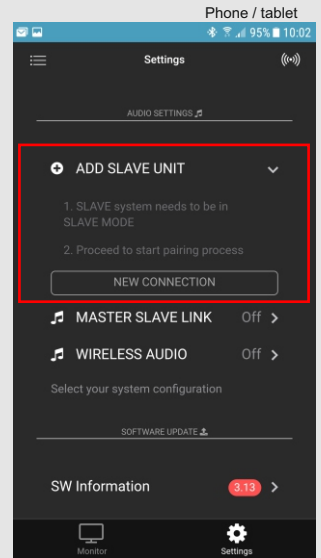 Phone / tablet
95% 10:02
Settings
AUDIO SETTINGS
ADD SLAVE UNIT
1. SLAVE system needs to be in
SLAVE MODE
2. Proceed to start pairing process
NEW CONNECTION
MASTER SLAVE LINK Off
WIRELESS AUDIO Off
Select your system configuration
SOFTWARE UPDATE
SW Information 3.13
Monitor Settings